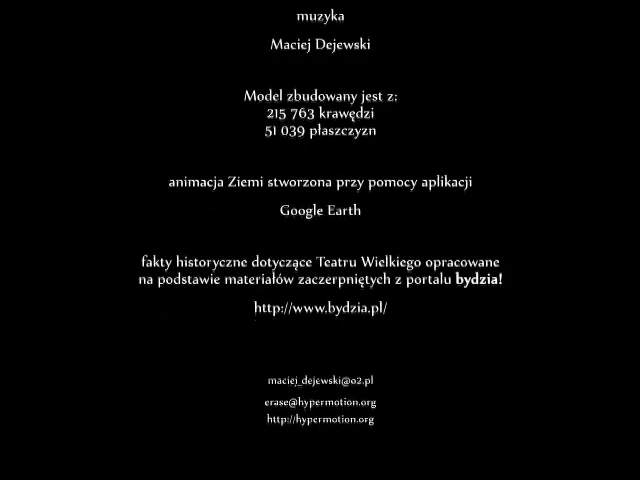 muzyka
Maciej Dejewski
Model zbudowany jest z:
215 763 krawędzi
51 039 płaszczyzn
animacja Ziemi stworzona przy pomocy aplikacji
Google Earth
fakty historyczne dotyczące Teatru Wielkiego opracowane
na podstawie materiałów zaczerpniętych z portalu bydzia!
http://www.bydzia.pl/
maciej_dejewski@o2.pl
erase@hypermotion.org
http://hypermotion.org